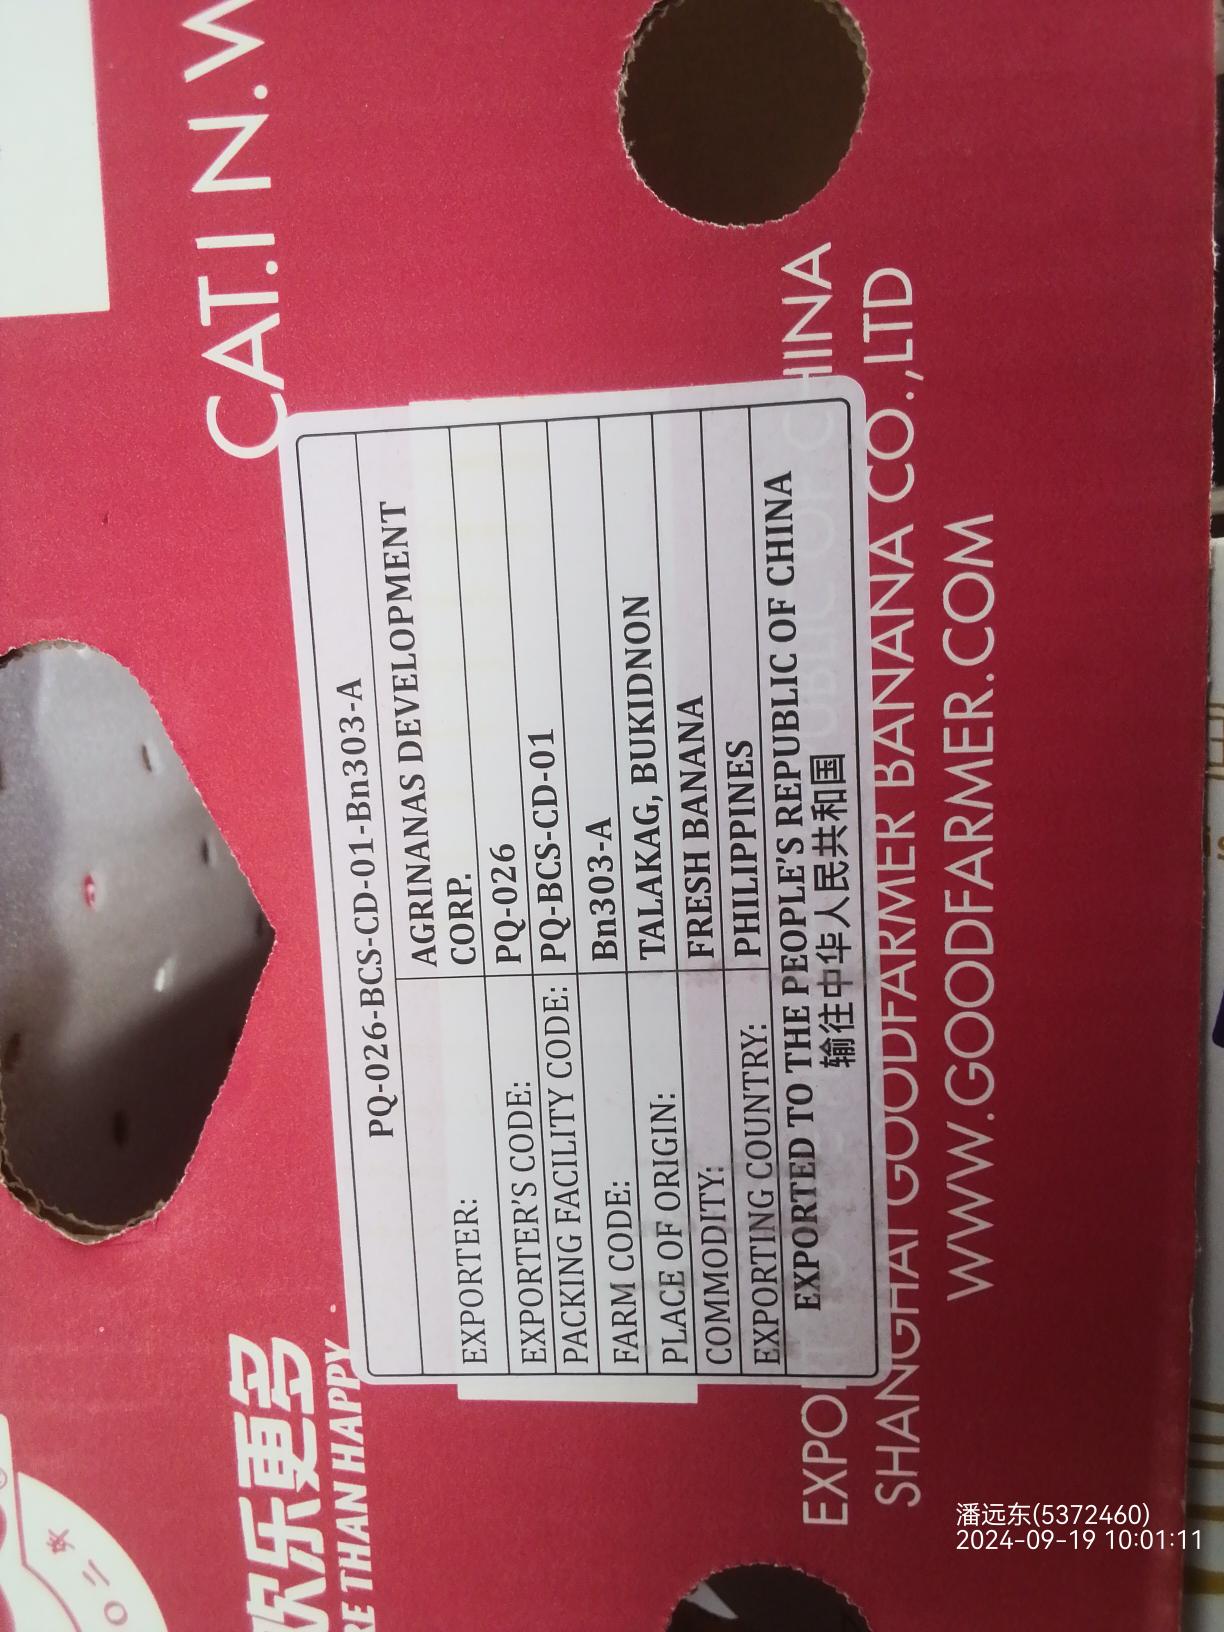 CAT.I N.W
PQ-026-BCS-CD-01-Bn303-A
EXPORTER: AGRINANAS DEVELOPMENT
CORP.
EXPORTER'S CODE: PQ-026
PACKING FACILITY CODE: PQ-BCS-CD-01
FARM CODE: Bn303-A
PLACE OF ORIGIN: TALAKAG, BUKIDNON
COMMODITY: FRESH BANANA
EXPORTING COUNTRY: PHILIPPINES
EXPORTED TO THE PEOPLE'S REPUBLIC OF CHINA
输往中华人民共和国
欢乐更多
RE THAN HAPPY
EXPO UBLIC OF CHINA
SHANGHAI GOODFARMER BANANA CO.,LTD
WWW.GOODFARMER.COM
潘远东(5372460)
2024-09-19 10:01:11